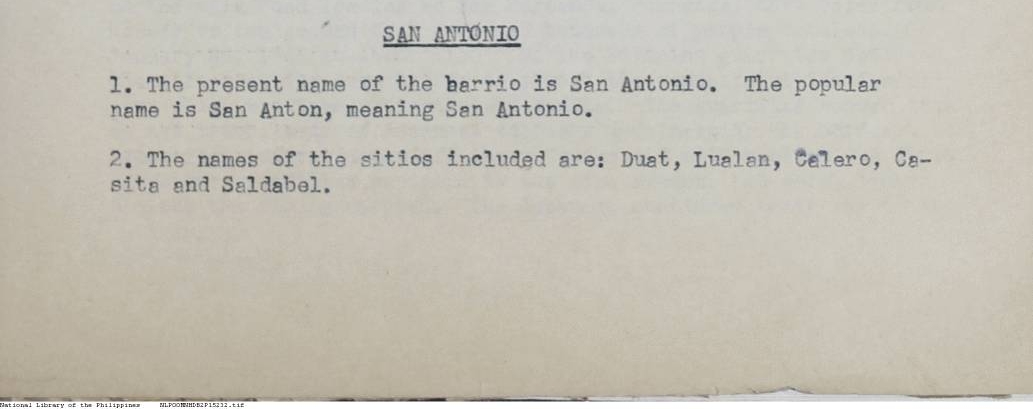 SAN ANTONIO
1. The present name of the barrio is San Antonio. The popular
name is San Anton, meaning San Antonio.
2. The names of the sitios included are: Duat, Lualan, Calero, Ca-
sita and Saldabel.
National Library of the Philippines NLPOOMNHDB2P15232.tif